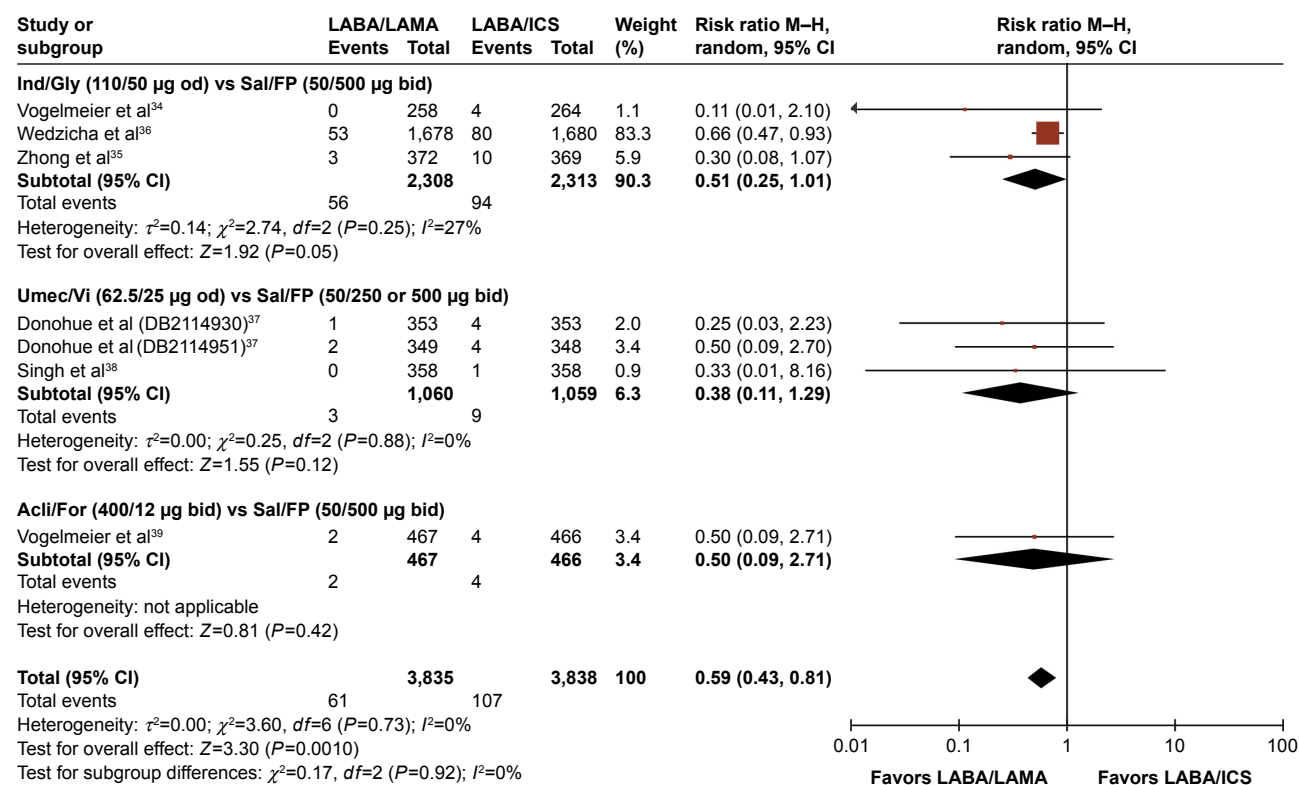 Study or subgroup LABA/LAMA LABA/ICS Weight (%) Risk ratio M–H, random, 95% CI Risk ratio M–H, random, 95% CI
Events Total Events Total
Ind/Gly (110/50 µg od) vs Sal/FP (50/500 µg bid)
Vogelmeier et al³⁴ 0 258 4 264 1.1 0.11 (0.01, 2.10)
Wedzicha et al³⁶ 53 1,678 80 1,680 83.3 0.66 (0.47, 0.93)
Zhong et al³⁵ 3 372 10 369 5.9 0.30 (0.08, 1.07)
Subtotal (95% CI) 2,308 2,313 90.3 0.51 (0.25, 1.01)
Total events 56 94
Heterogeneity: τ²=0.14; χ²=2.74, df=2 (P=0.25); I²=27%
Test for overall effect: Z=1.92 (P=0.05)
Umec/Vi (62.5/25 µg od) vs Sal/FP (50/250 or 500 µg bid)
Donohue et al (DB2114930)³⁷ 1 353 4 353 2.0 0.25 (0.03, 2.23)
Donohue et al (DB2114951)³⁷ 2 349 4 348 3.4 0.50 (0.09, 2.70)
Singh et al³⁸ 0 358 1 358 0.9 0.33 (0.01, 8.16)
Subtotal (95% CI) 1,060 1,059 6.3 0.38 (0.11, 1.29)
Total events 3 9
Heterogeneity: τ²=0.00; χ²=0.25, df=2 (P=0.88); I²=0%
Test for overall effect: Z=1.55 (P=0.12)
Acli/For (400/12 µg bid) vs Sal/FP (50/500 µg bid)
Vogelmeier et al³⁹ 2 467 4 466 3.4 0.50 (0.09, 2.71)
Subtotal (95% CI) 467 466 3.4 0.50 (0.09, 2.71)
Total events 2 4
Heterogeneity: not applicable
Test for overall effect: Z=0.81 (P=0.42)
Total (95% CI) 3,835 3,838 100 0.59 (0.43, 0.81)
Total events 61 107
Heterogeneity: τ²=0.00; χ²=3.60, df=6 (P=0.73); I²=0%
Test for overall effect: Z=3.30 (P=0.0010)
Test for subgroup differences: χ²=0.17, df=2 (P=0.92); I²=0%
0.01 0.1 1 10 100
Favors LABA/LAMA Favors LABA/ICS